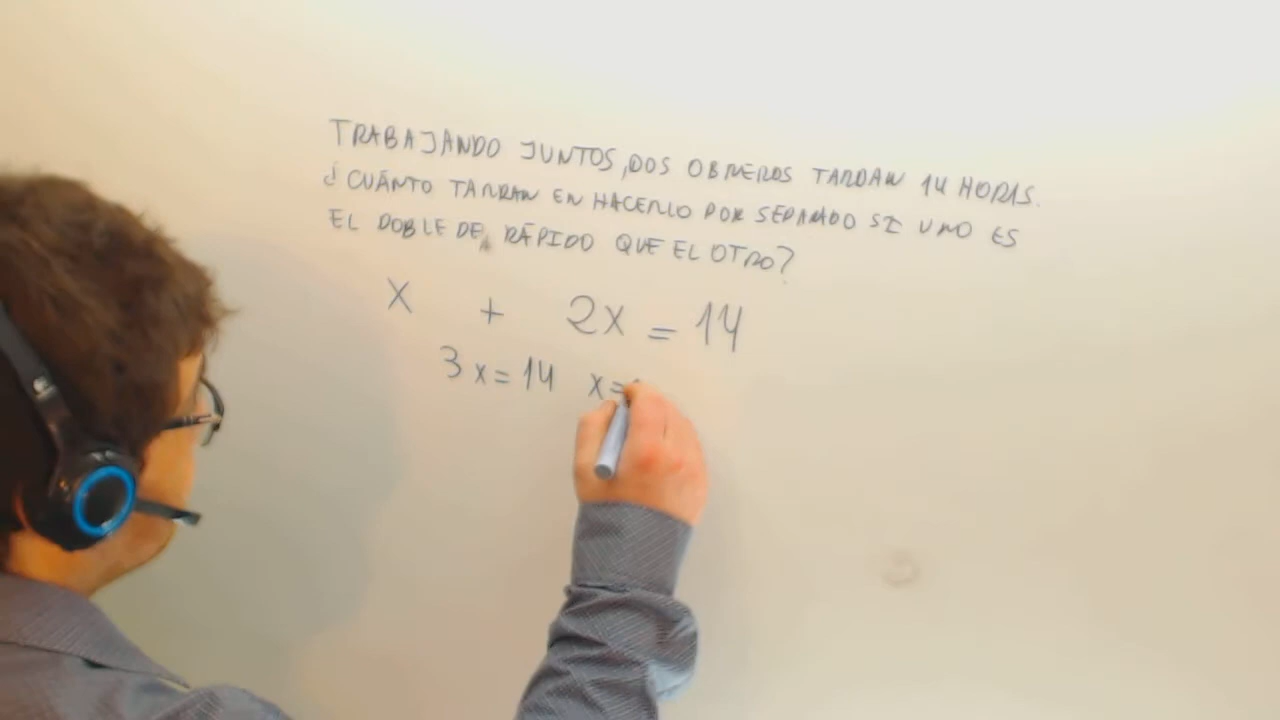 TRABAJANDO JUNTOS, DOS OBREROS TARDAN 14 HORAS.
¿CUÁNTO TARDAN EN HACERLO POR SEPARADO SI UNO ES
EL DOBLE DE RÁPIDO QUE EL OTRO?
x + 2x = 14
3x = 14 x =